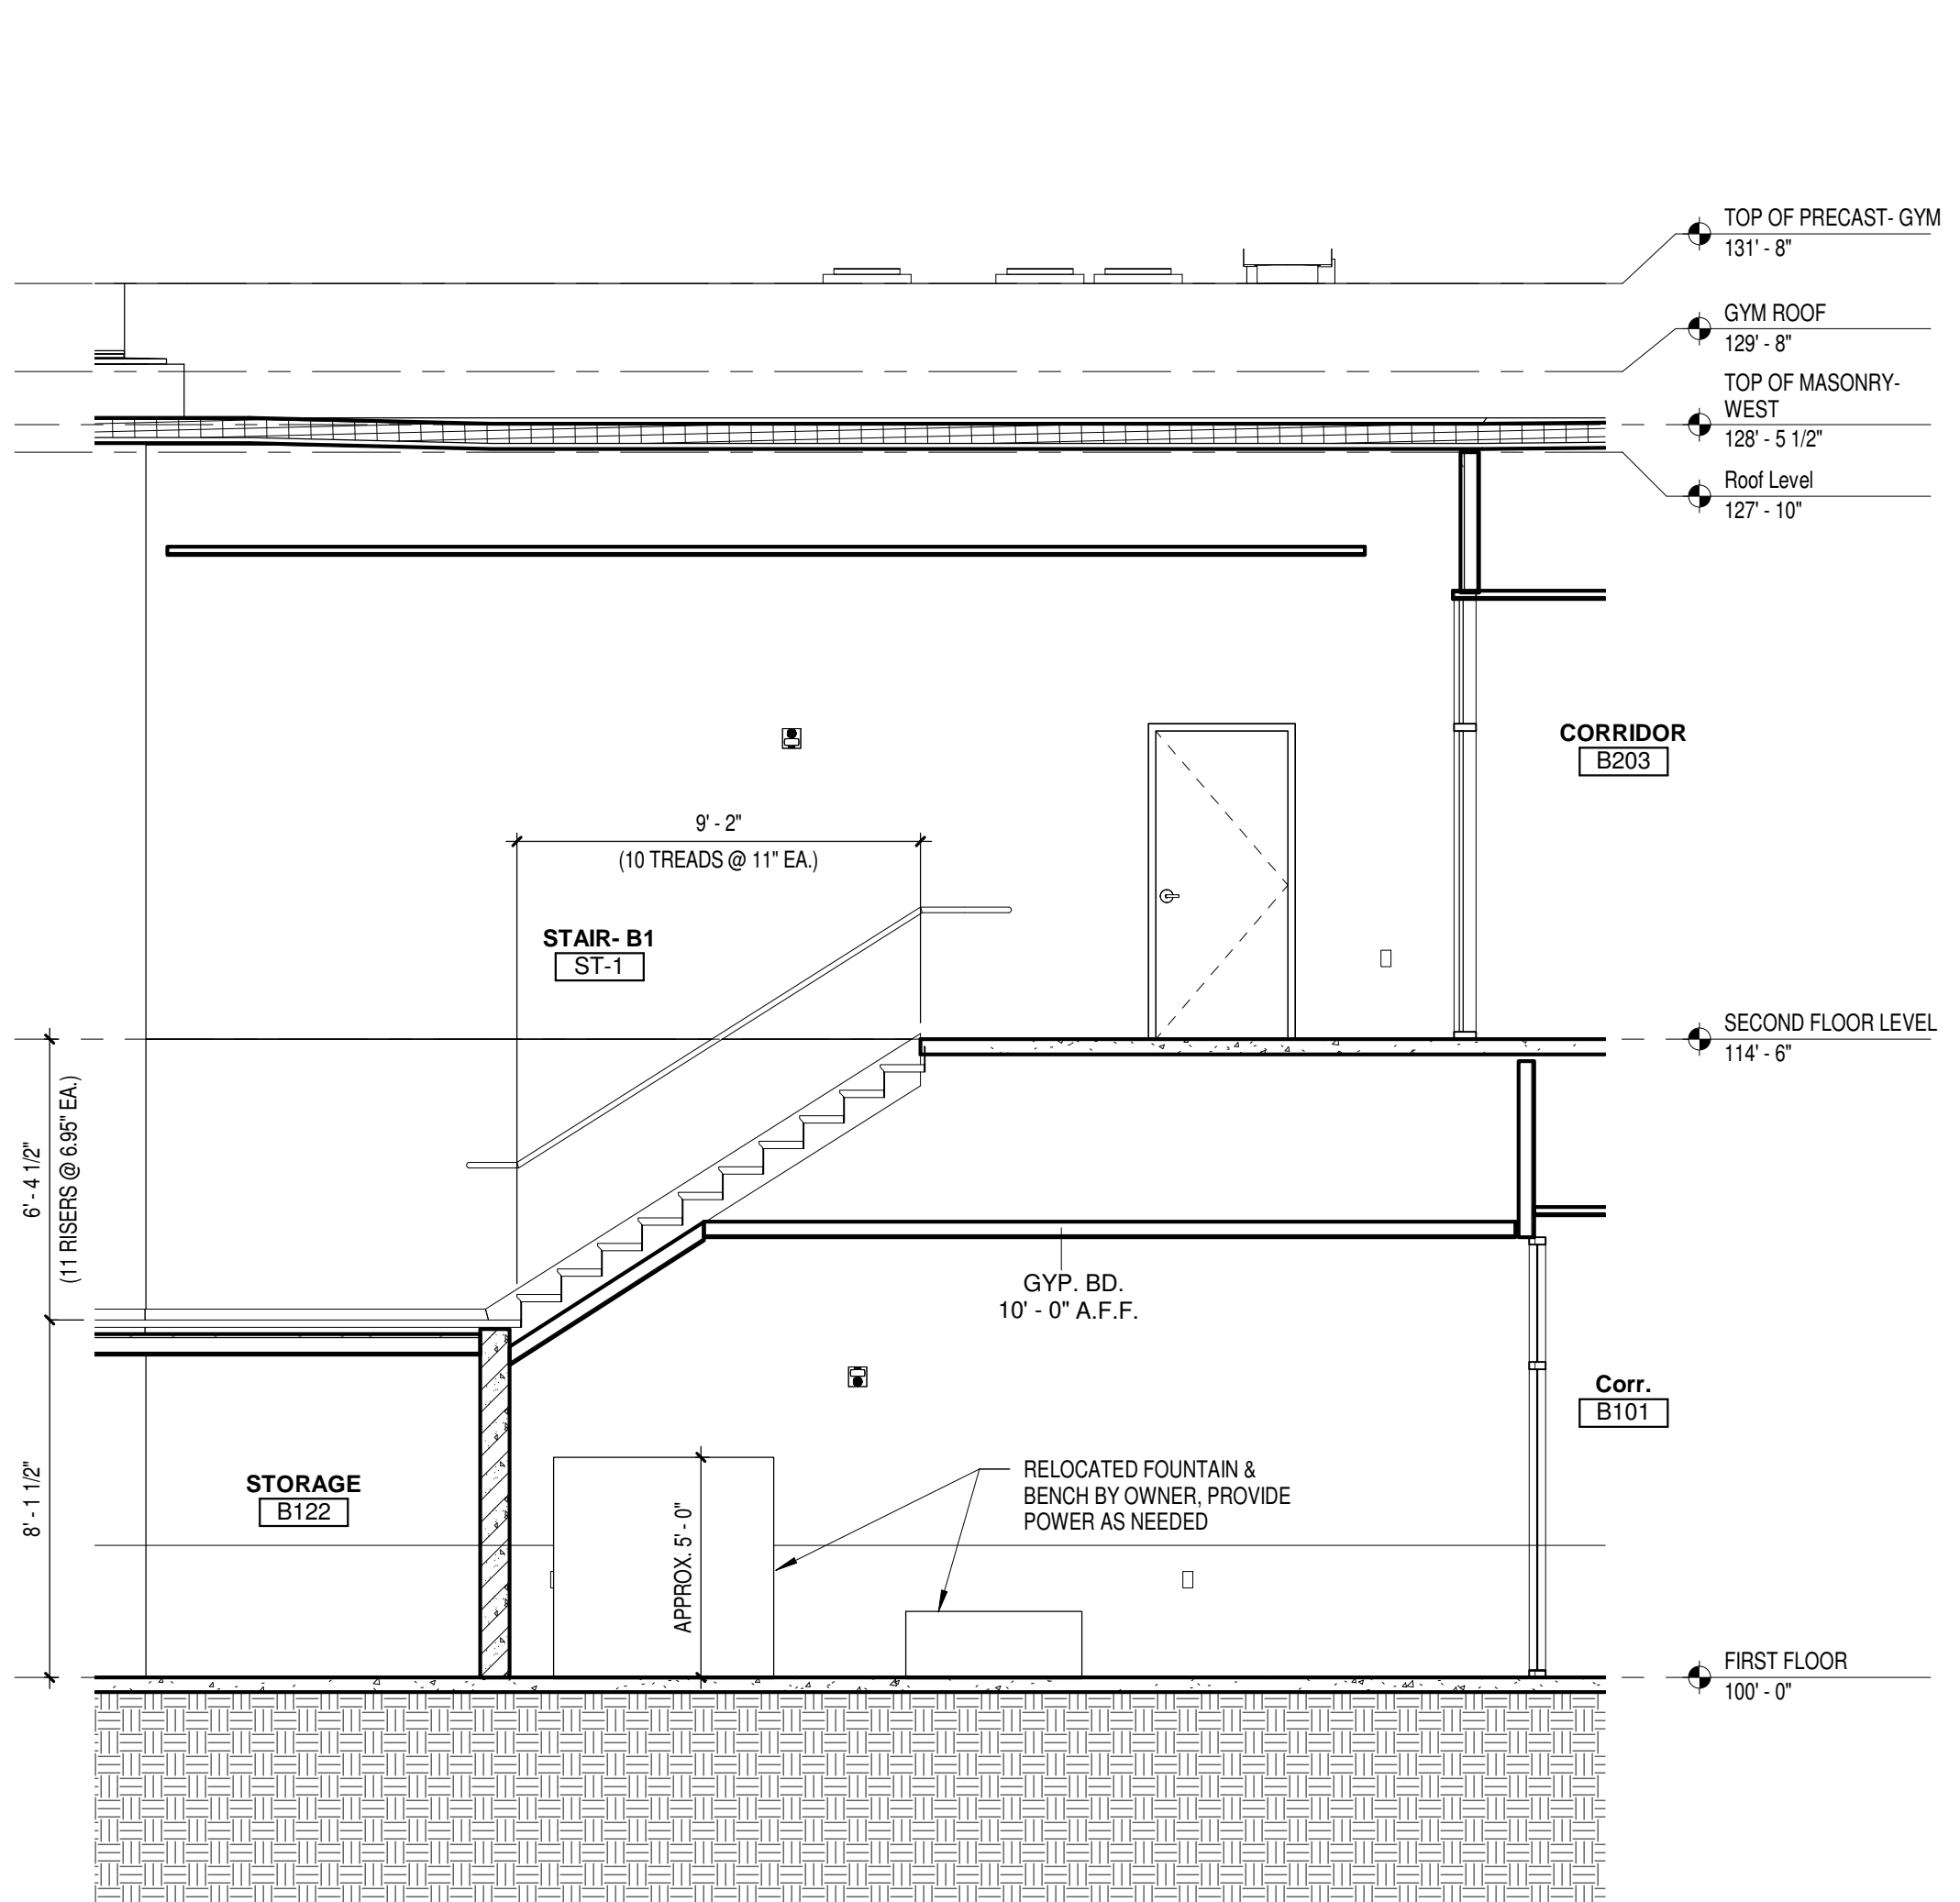 TOP OF PRECAST- GYM
131' - 8"
GYM ROOF
129' - 8"
TOP OF MASONRY-
WEST
128' - 5 1/2"
Roof Level
127' - 10"
CORRIDOR
B203
9' - 2"
(10 TREADS @ 11" EA.)
STAIR- B1
ST-1
SECOND FLOOR LEVEL
114' - 6"
6' - 4 1/2"
(11 RISERS @ 6.95" EA.)
GYP. BD.
10' - 0" A.F.F.
Corr.
B101
8' - 1 1/2"
STORAGE
B122
APPROX. 5' - 0"
RELOCATED FOUNTAIN &
BENCH BY OWNER, PROVIDE
POWER AS NEEDED
FIRST FLOOR
100' - 0"